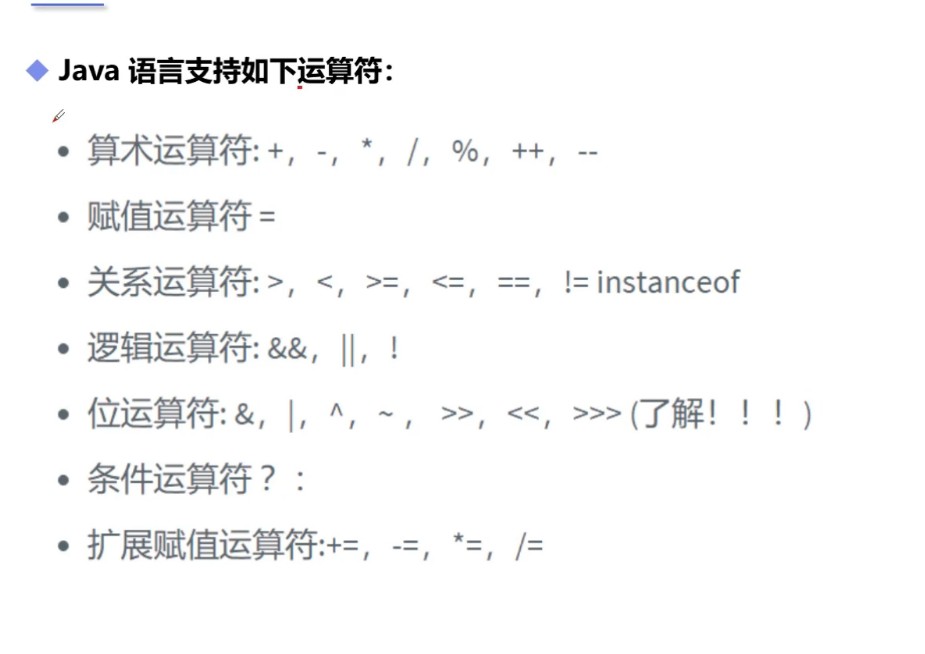 Java 语言支持如下运算符：
算术运算符: +，-，*，/，%，++，--
赋值运算符 =
关系运算符: >，<，>=，<=，==，!= instanceof
逻辑运算符: &&，||，!
位运算符: &，|，^，~ ， >>，<<，>>> (了解！！！)
条件运算符？：
扩展赋值运算符:+=，-=，*=，/=